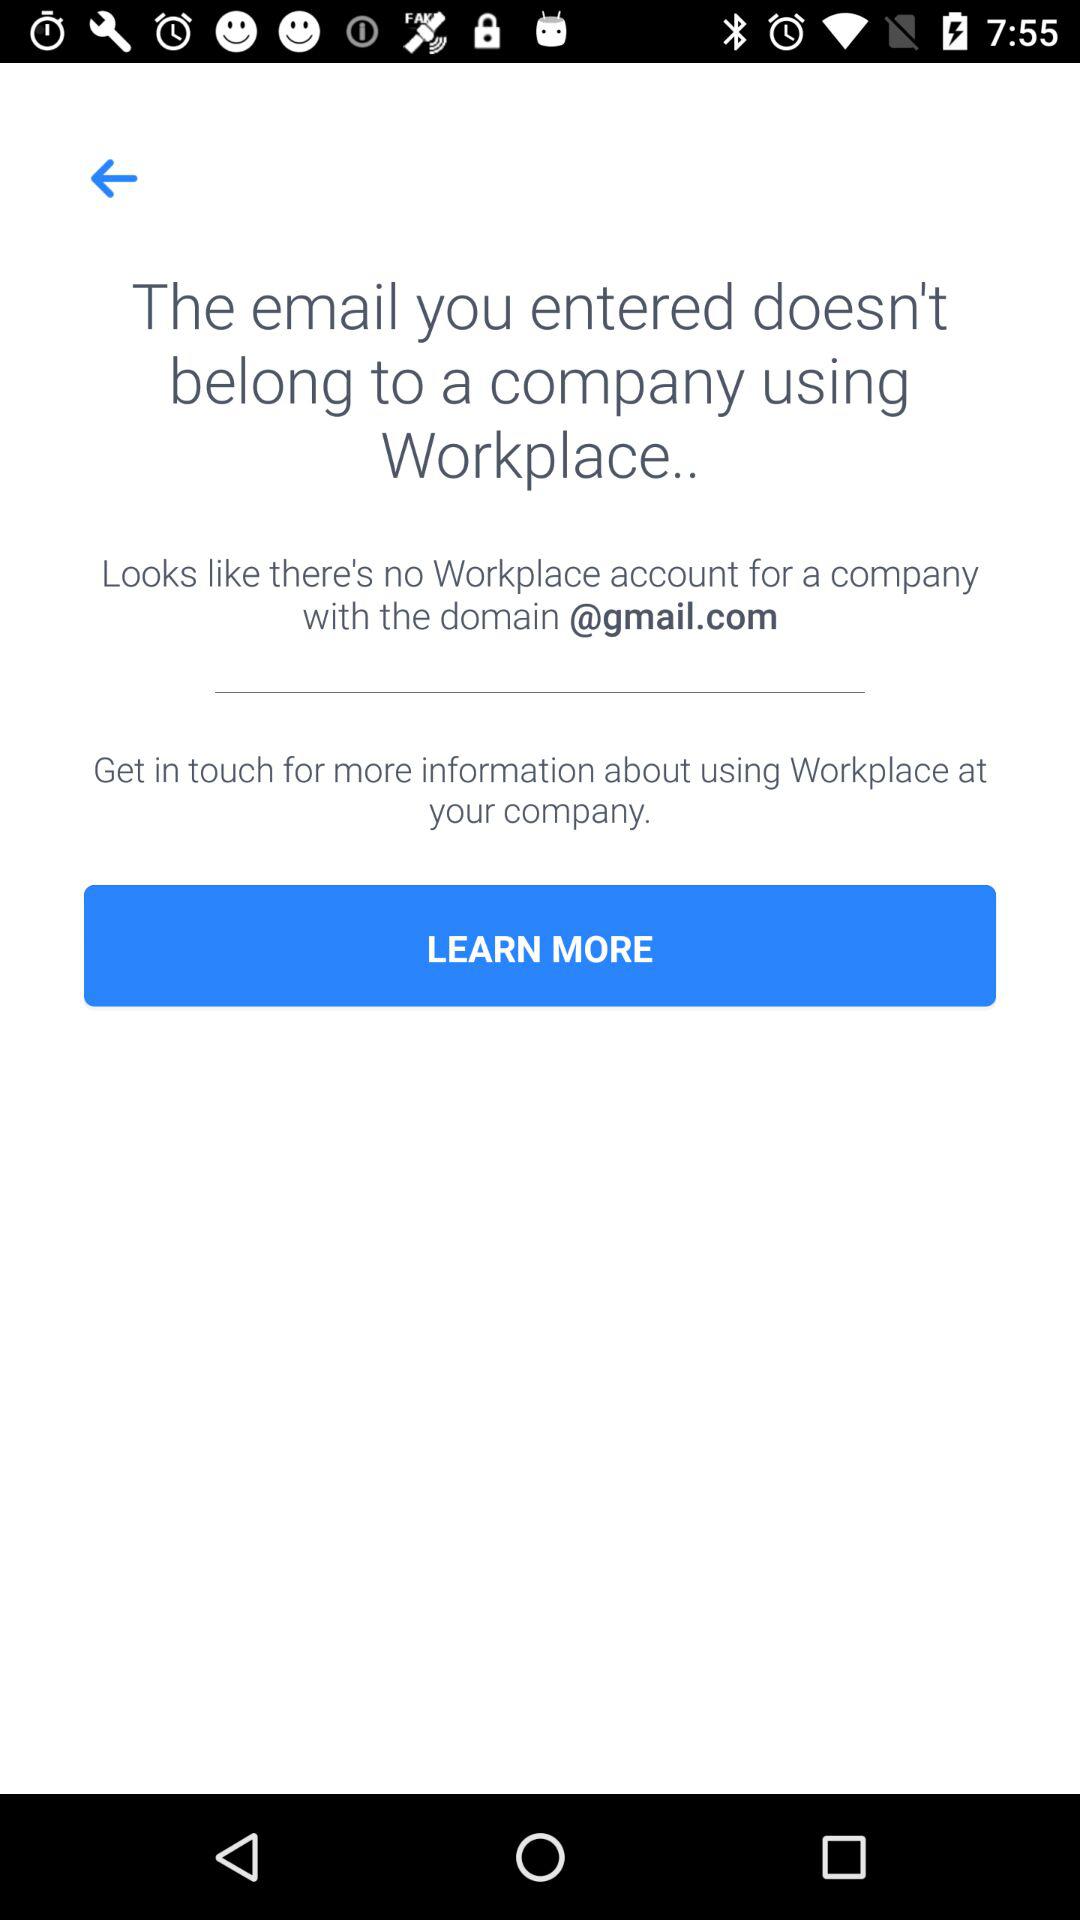 FAKE
7:55
The email you entered doesn't
belong to a company using
Workplace..
Looks like there's no Workplace account for a company
with the domain @gmail.com
Get in touch for more information about using Workplace at
your company.
LEARN MORE